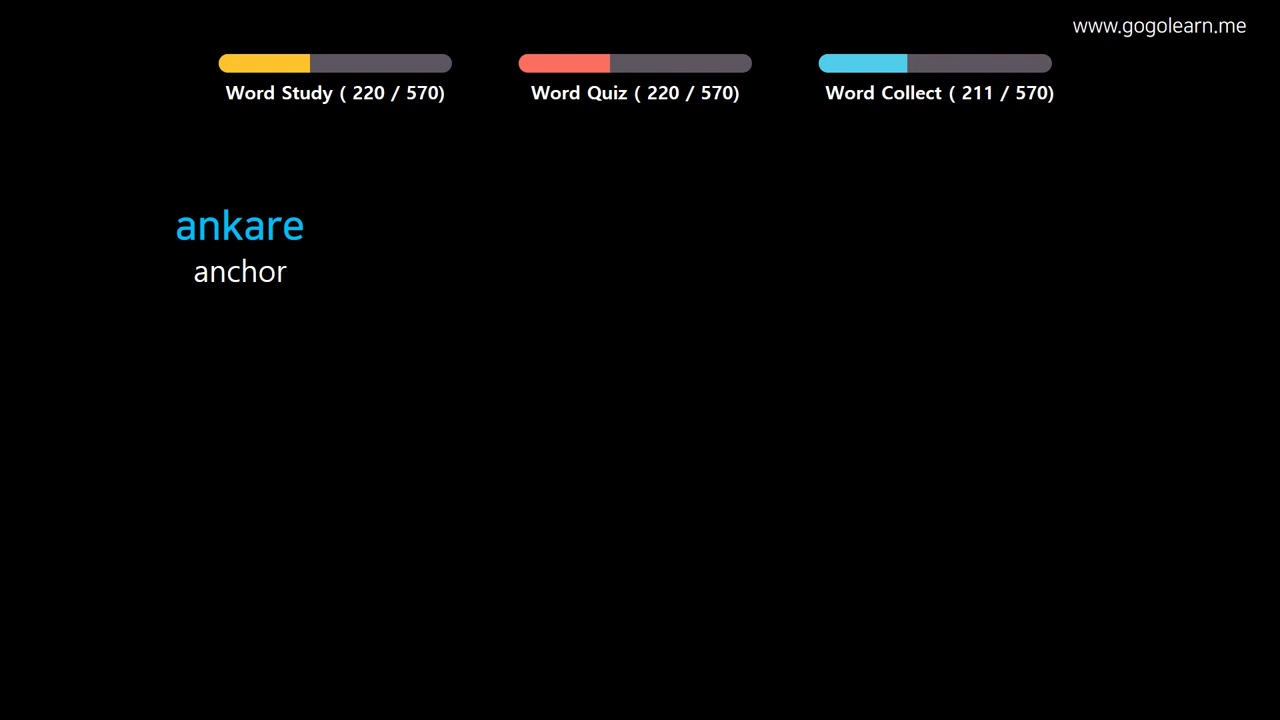 www.gogolearn.me
Word Study ( 220 / 570)
Word Quiz ( 220 / 570)
Word Collect ( 211 / 570)
ankare
anchor